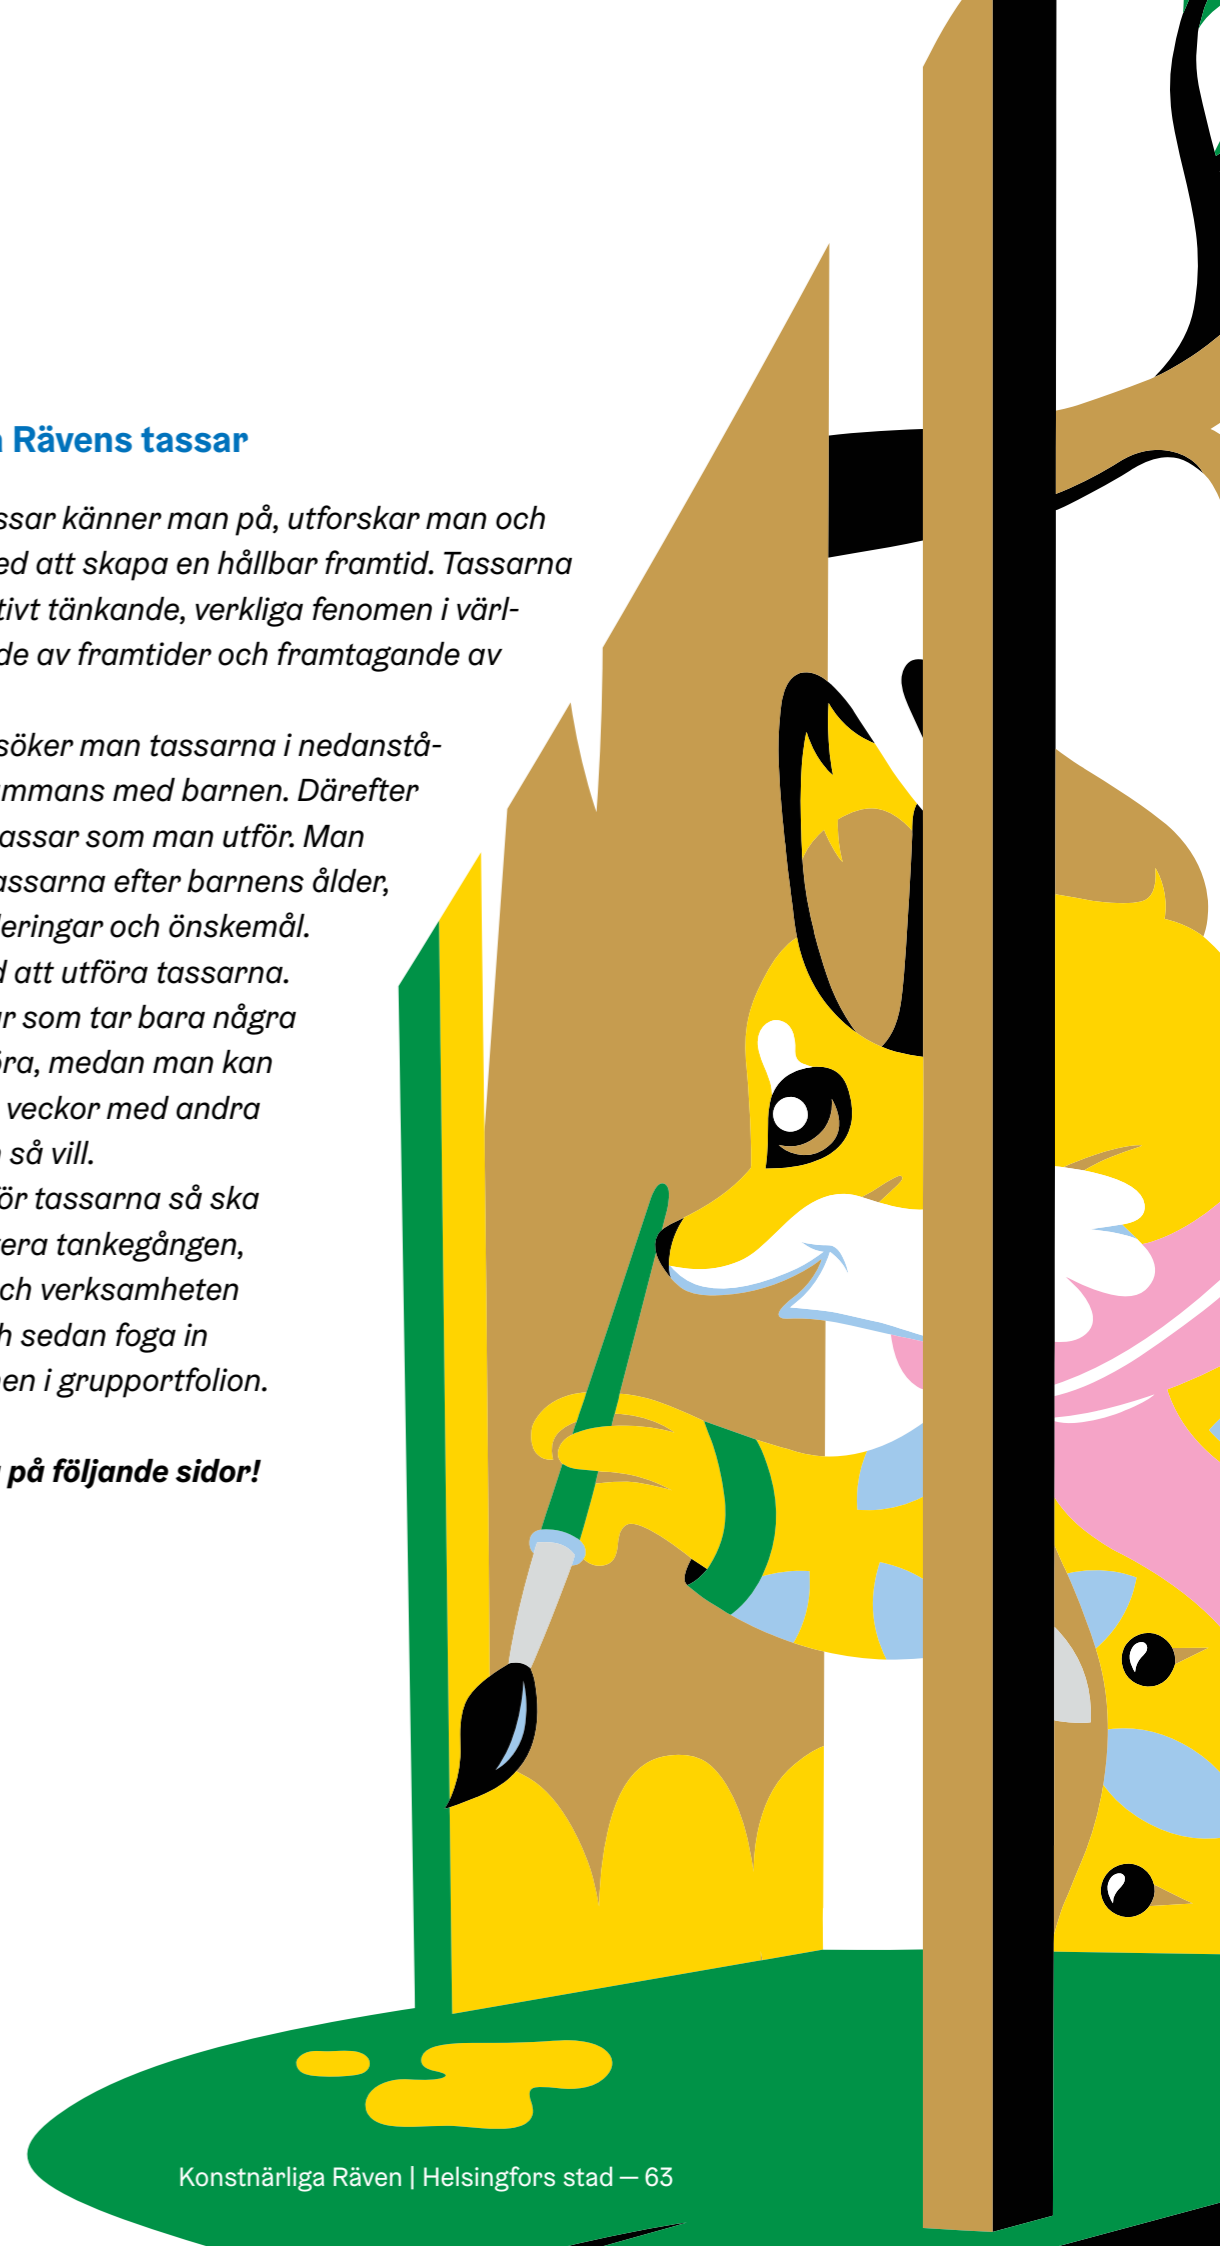 Rävens tassar
ssar känner man på, utforskar man och
ed att skapa en hållbar framtid. Tassarna
tivt tänkande, verkliga fenomen i värl-
de av framtider och framtagande av
söker man tassarna i nedanstå-
mmans med barnen. Därefter
assar som man utför. Man
assarna efter barnens ålder,
leringar och önskemål.
d att utföra tassarna.
r som tar bara några
öra, medan man kan
veckor med andra
så vill.
för tassarna så ska
era tankegången,
ch verksamheten
h sedan foga in
en i grupportfolion.
på följande sidor!
Konstnärliga Räven | Helsingfors stad — 63